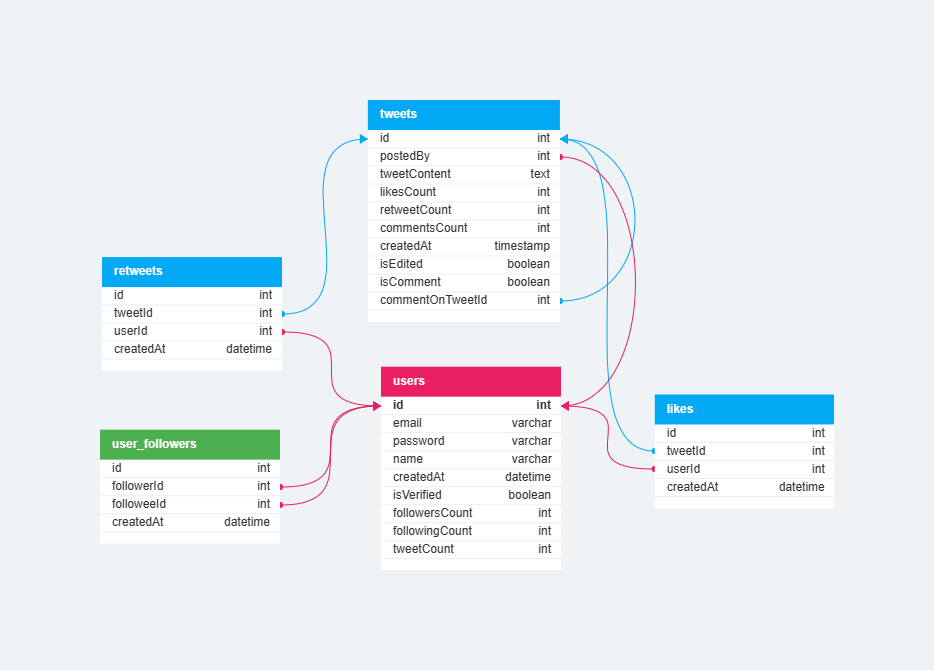 tweets
id int
postedBy int
tweetContent text
likesCount int
retweetCount int
commentsCount int
createdAt timestamp
isEdited boolean
isComment boolean
commentOnTweetId int
retweets
id int
tweetId int
userId int
createdAt datetime
users
id int
email varchar
password varchar
name varchar
createdAt datetime
isVerified boolean
followersCount int
followingCount int
tweetCount int
likes
id int
tweetId int
userId int
createdAt datetime
user_followers
id int
followerId int
followeeId int
createdAt datetime